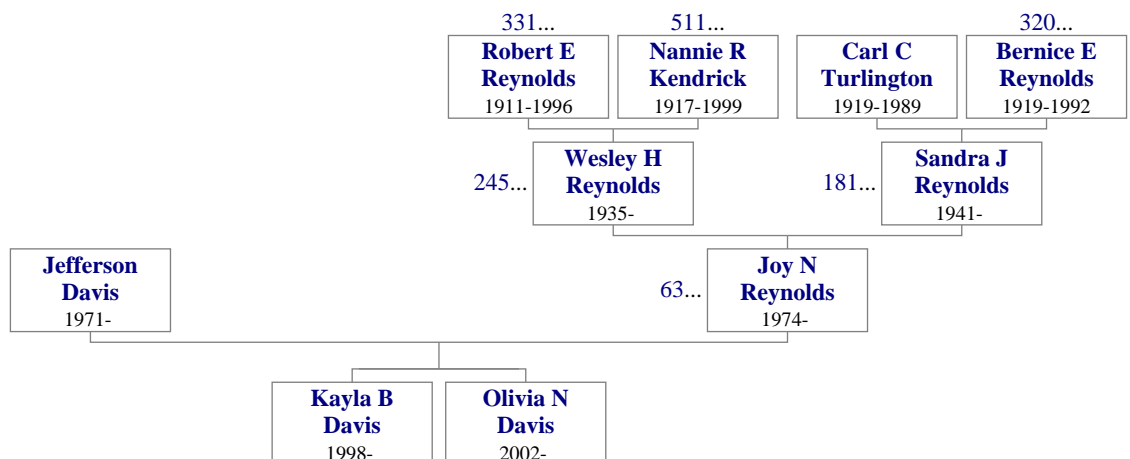 331...
511...
320...
Robert E
Reynolds
1911-1996
Nannie R
Kendrick
1917-1999
Carl C
Turlington
1919-1989
Bernice E
Reynolds
1919-1992
245...
Wesley H
Reynolds
1935-
181...
Sandra J
Reynolds
1941-
Jefferson
Davis
1971-
63...
Joy N
Reynolds
1974-
Kayla B
Davis
1998-
Olivia N
Davis
2002-